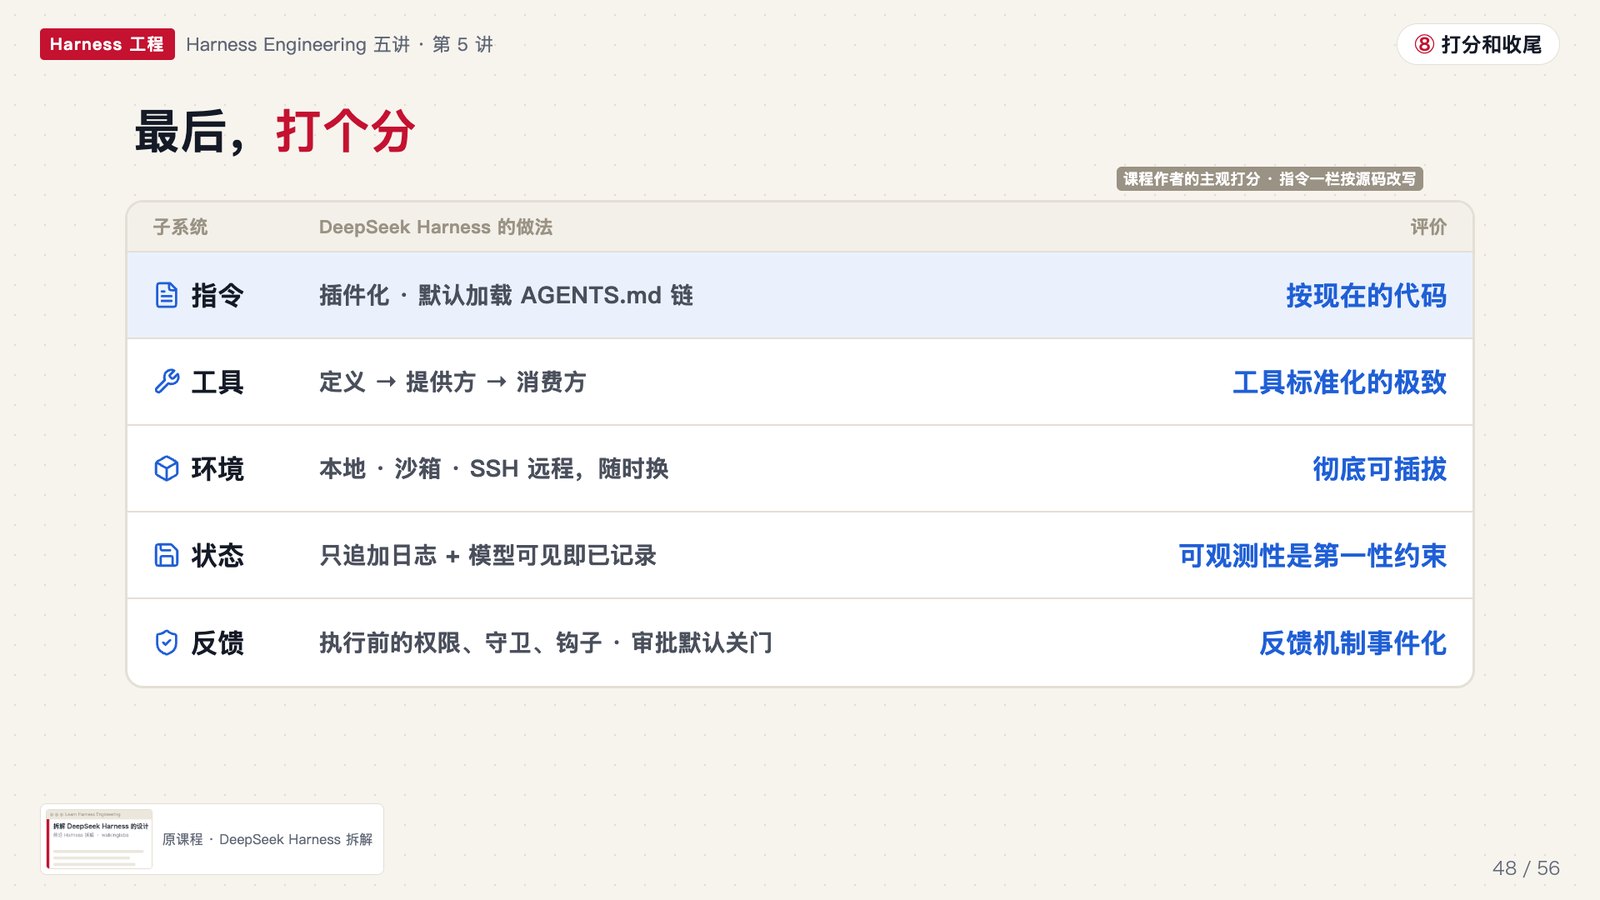 Harness 工程 Harness Engineering 五讲 · 第 5 讲
⑧ 打分和收尾
最后，打个分
课程作者的主观打分 · 指令一栏按源码改写
子系统 DeepSeek Harness 的做法 评价
指令 插件化 · 默认加载 AGENTS.md 链 按现在的代码
工具 定义 → 提供方 → 消费方 工具标准化的极致
环境 本地 · 沙箱 · SSH 远程，随时换 彻底可插拔
状态 只追加日志 + 模型可见即已记录 可观测性是第一性约束
反馈 执行前的权限、守卫、钩子 · 审批默认关门 反馈机制事件化
拆解 DeepSeek Harness 的设计
原课程 · DeepSeek Harness 拆解
48 / 56